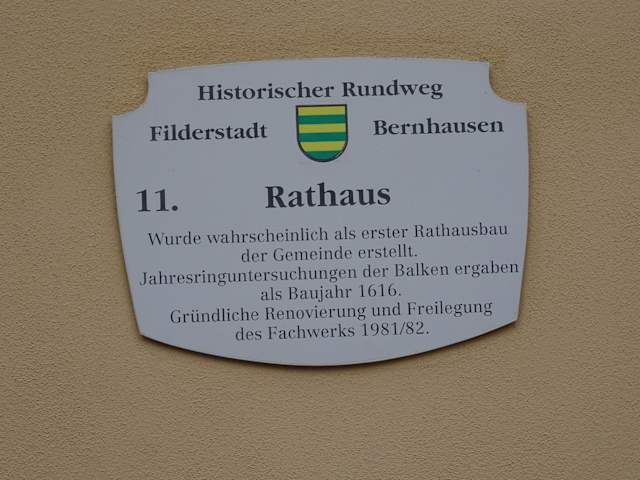 Historischer Rundweg
Filderstadt Bernhausen
11. Rathaus
Wurde wahrscheinlich als erster Rathausbau
der Gemeinde erstellt.
Jahresringuntersuchungen der Balken ergaben
als Baujahr 1616.
Gründliche Renovierung und Freilegung
des Fachwerks 1981/82.